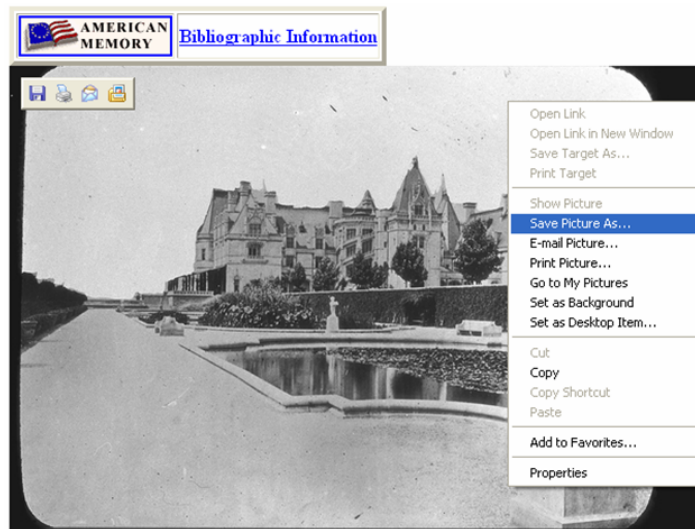 AMERICAN
MEMORY
Bibliographic Information
Open Link
Open Link in New Window
Save Target As...
Print Target
Show Picture
Save Picture As...
E-mail Picture...
Print Picture...
Go to My Pictures
Set as Background
Set as Desktop Item...
Cut
Copy
Copy Shortcut
Paste
Add to Favorites...
Properties